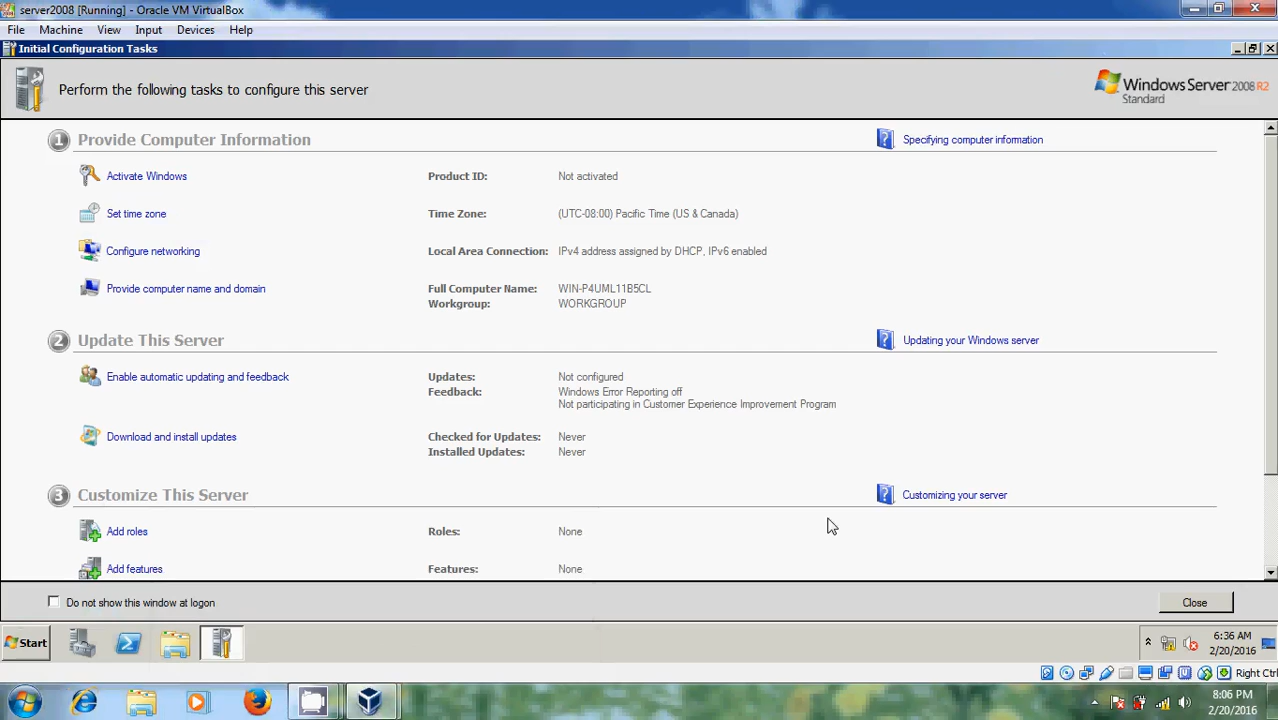 server2008 [Running] - Oracle VM VirtualBox
File Machine View Input Devices Help
Initial Configuration Tasks
Perform the following tasks to configure this server
Windows Server 2008 R2
Standard
1 Provide Computer Information
Specifying computer information
Activate Windows Product ID: Not activated
Set time zone Time Zone: (UTC-08:00) Pacific Time (US & Canada)
Configure networking Local Area Connection: IPv4 address assigned by DHCP, IPv6 enabled
Provide computer name and domain Full Computer Name: WIN-P4UML11B5CL
Workgroup: WORKGROUP
2 Update This Server
Updating your Windows server
Enable automatic updating and feedback Updates: Not configured
Feedback: Windows Error Reporting off
Not participating in Customer Experience Improvement Program
Download and install updates Checked for Updates: Never
Installed Updates: Never
3 Customize This Server
Customizing your server
Add roles Roles: None
Add features Features: None
Do not show this window at logon
Close
Start
6:36 AM
2/20/2016
Right Ctrl
8:06 PM
2/20/2016